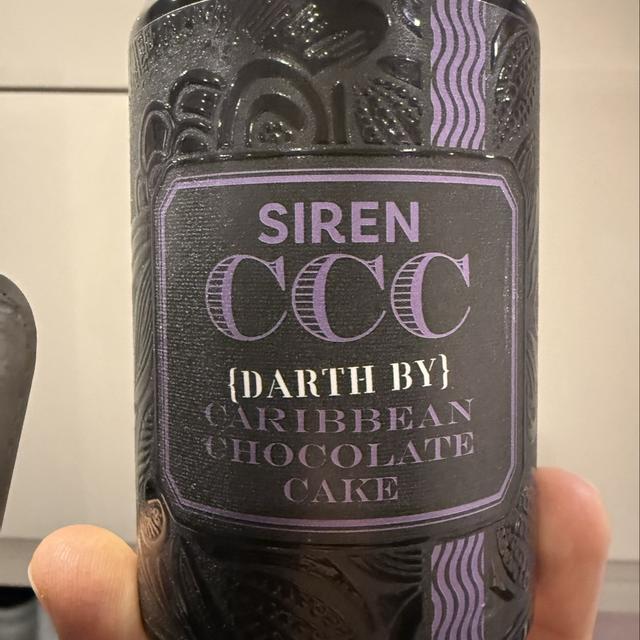 SIREN
CCC
{DARTH BY}
CARIBBEAN
CHOCOLATE
CAKE